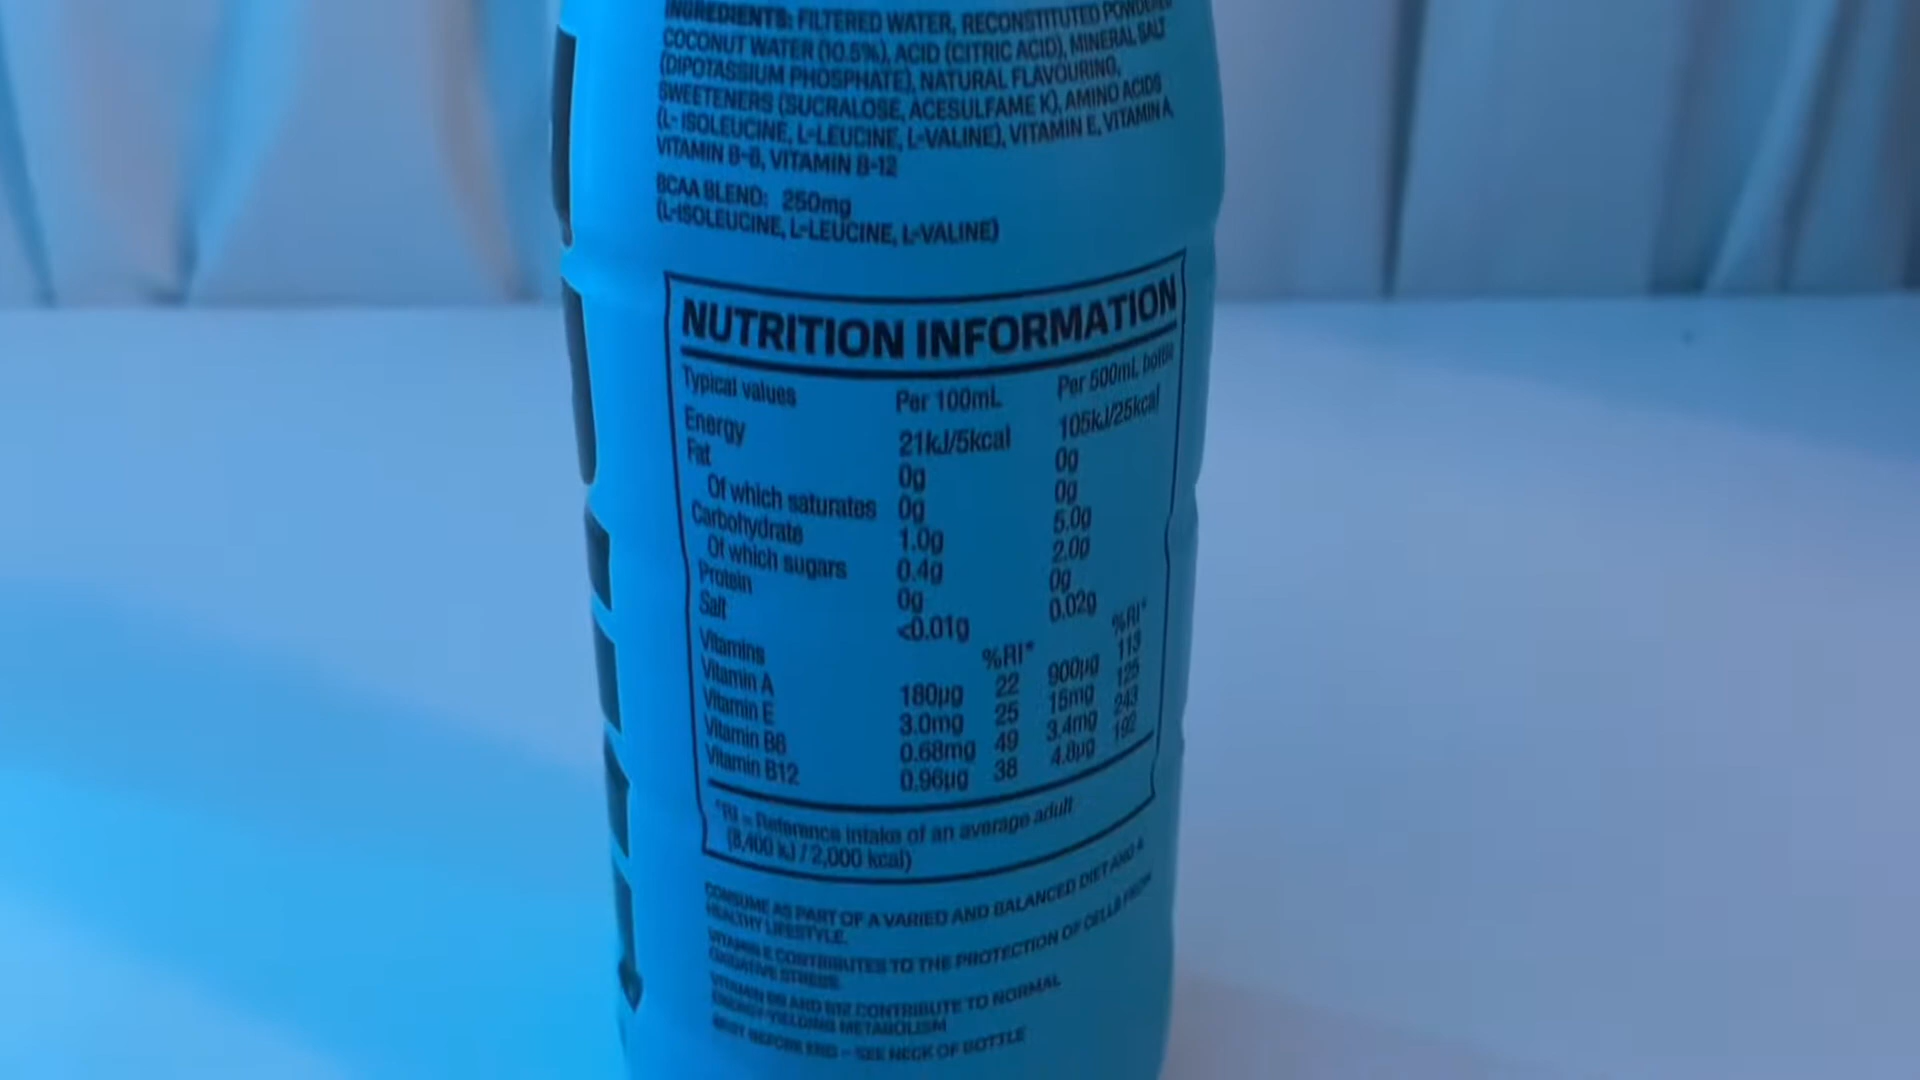 INGREDIENTS: FILTERED WATER, RECONSTITUTED POWDERED
COCONUT WATER (10.5%), ACID (CITRIC ACID), MINERAL SALT
(DIPOTASSIUM PHOSPHATE), NATURAL FLAVOURING,
SWEETENERS (SUCRALOSE, ACESULFAME K), AMINO ACIDS
(L-ISOLEUCINE, L-LEUCINE, L-VALINE), VITAMIN E, VITAMIN A,
VITAMIN B-6, VITAMIN B-12
BCAA BLEND: 250mg
(L-ISOLEUCINE, L-LEUCINE, L-VALINE)
NUTRITION INFORMATION
Typical values Per 100mL Per 500mL bottle
Energy 21kJ/5kcal 105kJ/25kcal
Fat 0g 0g
Of which saturates 0g 0g
Carbohydrate 1.0g 5.0g
Of which sugars 0.4g 2.0g
Protein 0g 0g
Salt <0.01g 0.02g
Vitamins %RI* %RI*
Vitamin A 180µg 22 900µg 113
Vitamin E 3.0mg 25 15mg 125
Vitamin B6 0.68mg 49 3.4mg 243
Vitamin B12 0.96µg 38 4.8µg 192
*RI = Reference intake of an average adult
(8,400 kJ / 2,000 kcal)
CONSUME AS PART OF A VARIED AND BALANCED DIET AND A
HEALTHY LIFESTYLE.
VITAMIN E CONTRIBUTES TO THE PROTECTION OF CELLS FROM
OXIDATIVE STRESS
VITAMIN B6 AND B12 CONTRIBUTE TO NORMAL
ENERGY-YIELDING METABOLISM
BEST BEFORE END - SEE NECK OF BOTTLE